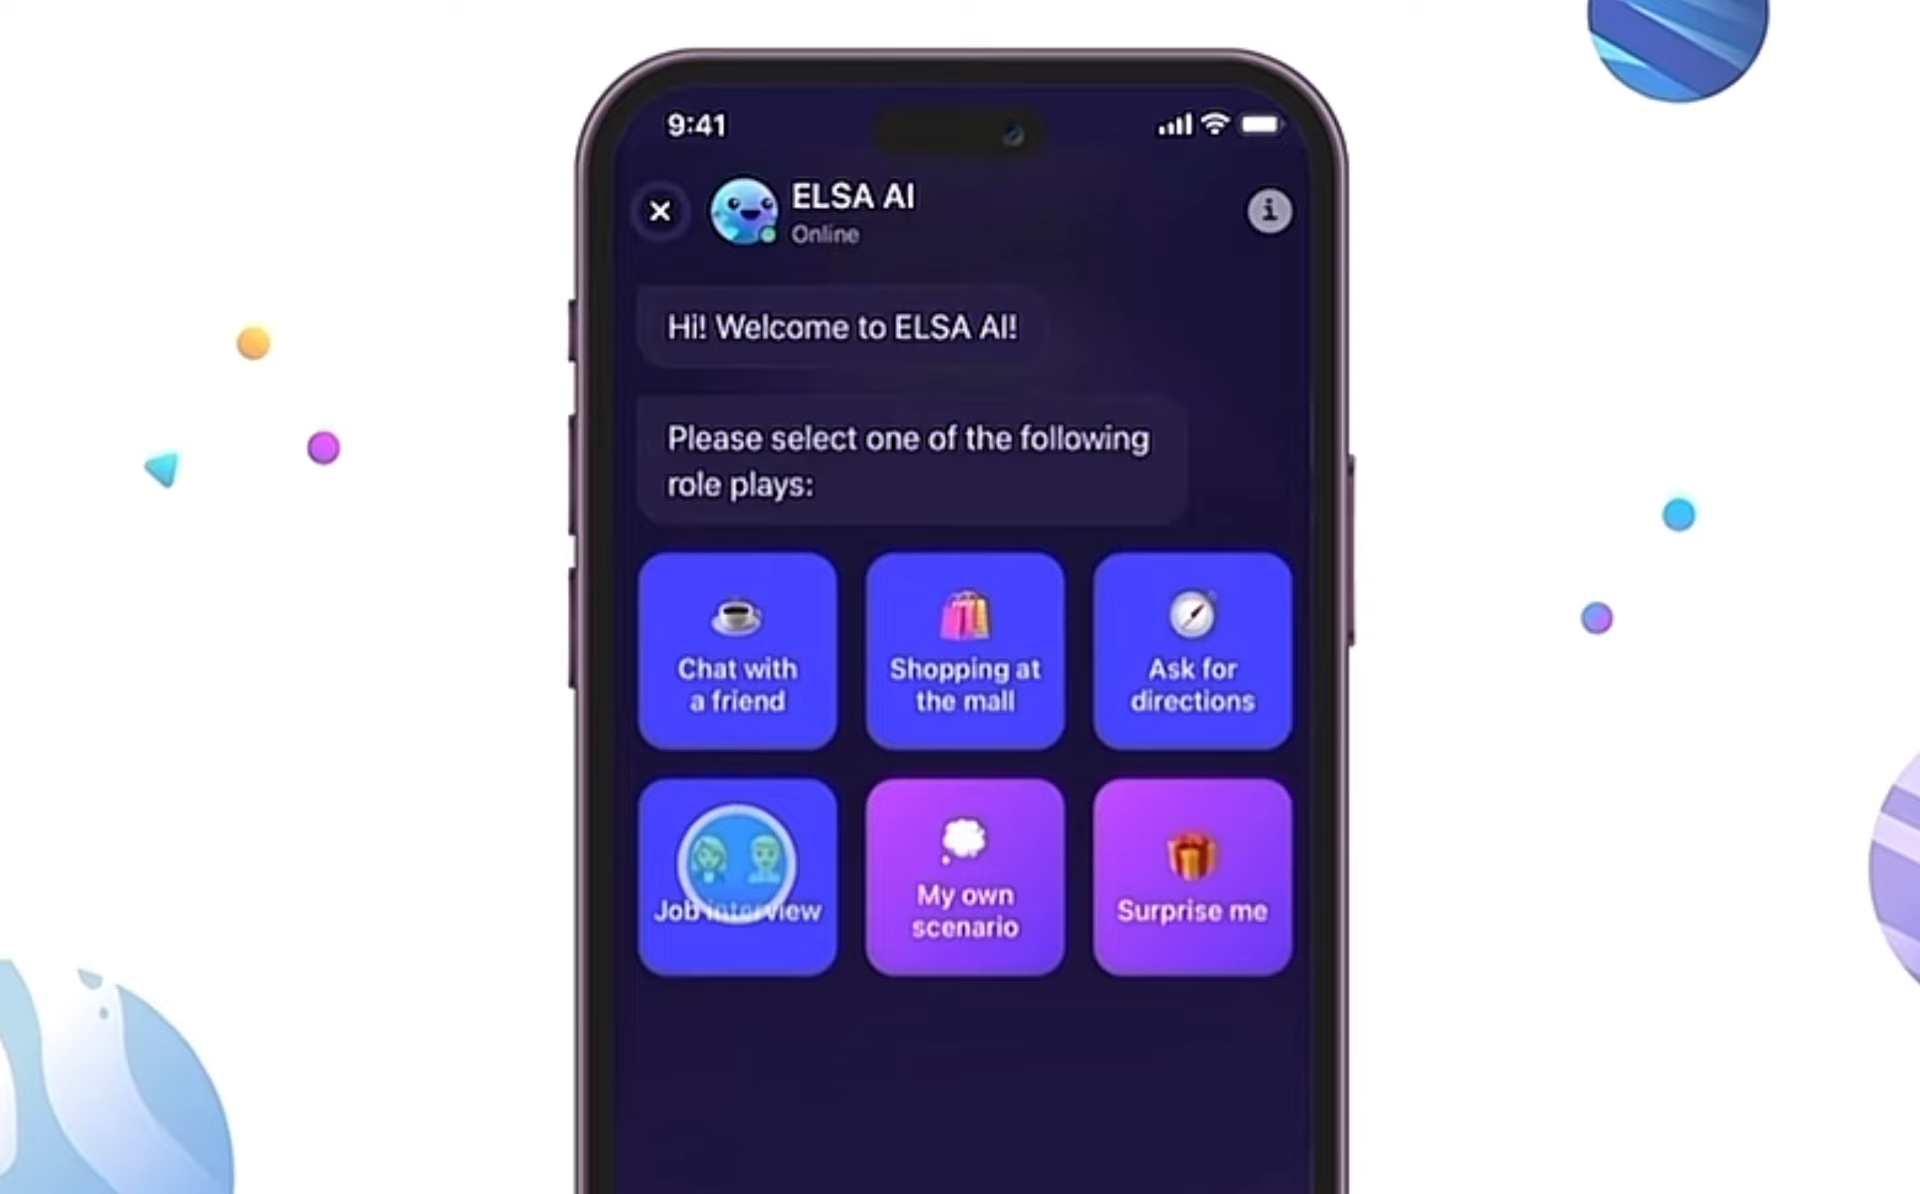 9:41
ELSA AI
Online
Hi! Welcome to ELSA AI!
Please select one of the following
role plays:
Chat with
a friend
Shopping at
the mall
Ask for
directions
Job interview
My own
scenario
Surprise me